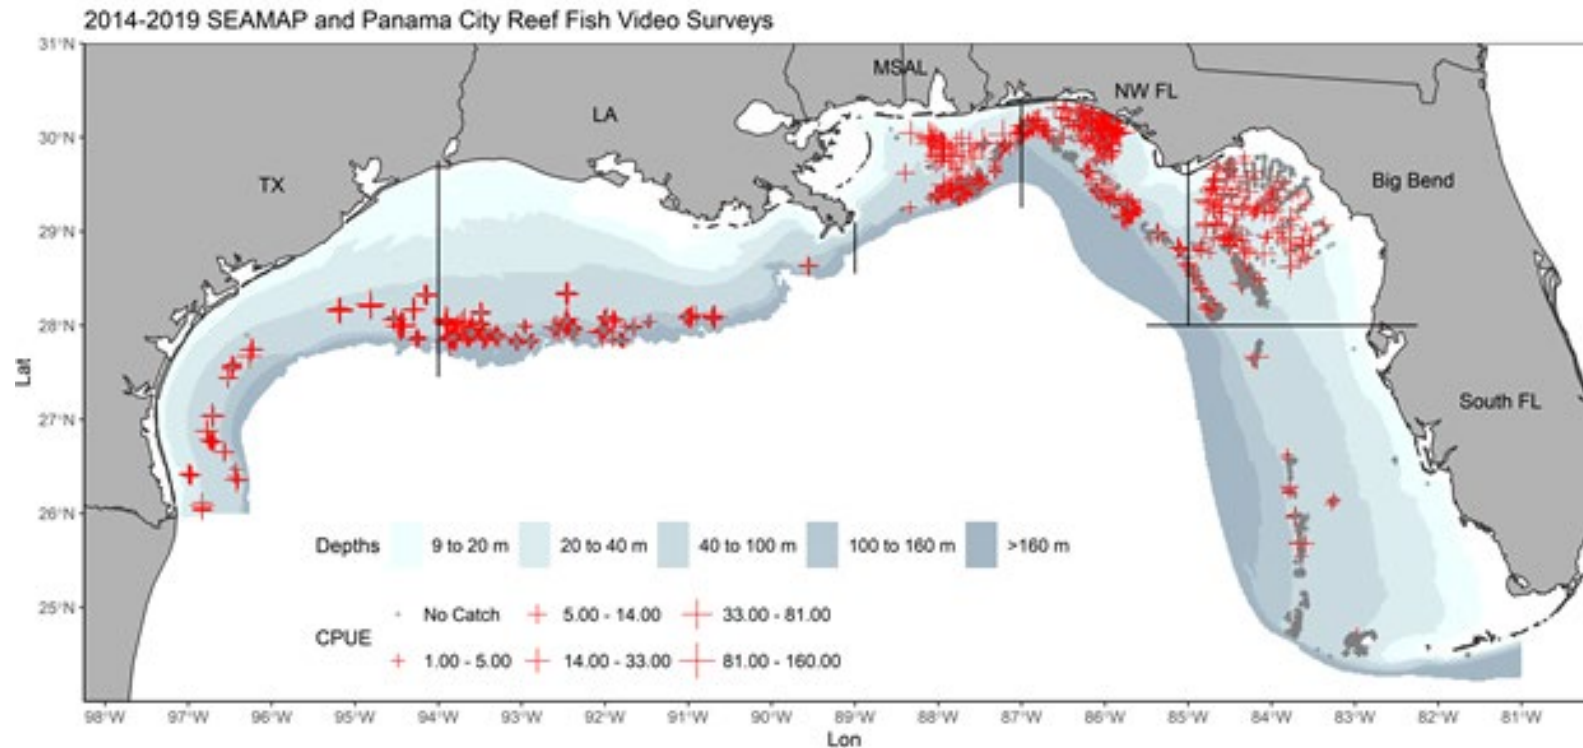 2014-2019 SEAMAP and Panama City Reef Fish Video Surveys
31°N
30°N
29°N
28°N
27°N
26°N
25°N
Lat
TX
LA
MSAL
NW FL
Big Bend
South FL
Depths 9 to 20 m 20 to 40 m 40 to 100 m 100 to 160 m >160 m
CPUE
No Catch 5.00 - 14.00 33.00 - 81.00
1.00 - 5.00 14.00 - 33.00 81.00 - 160.00
98°W 97°W 96°W 95°W 94°W 93°W 92°W 91°W 90°W 89°W 88°W 87°W 86°W 85°W 84°W 83°W 82°W 81°W
Lon